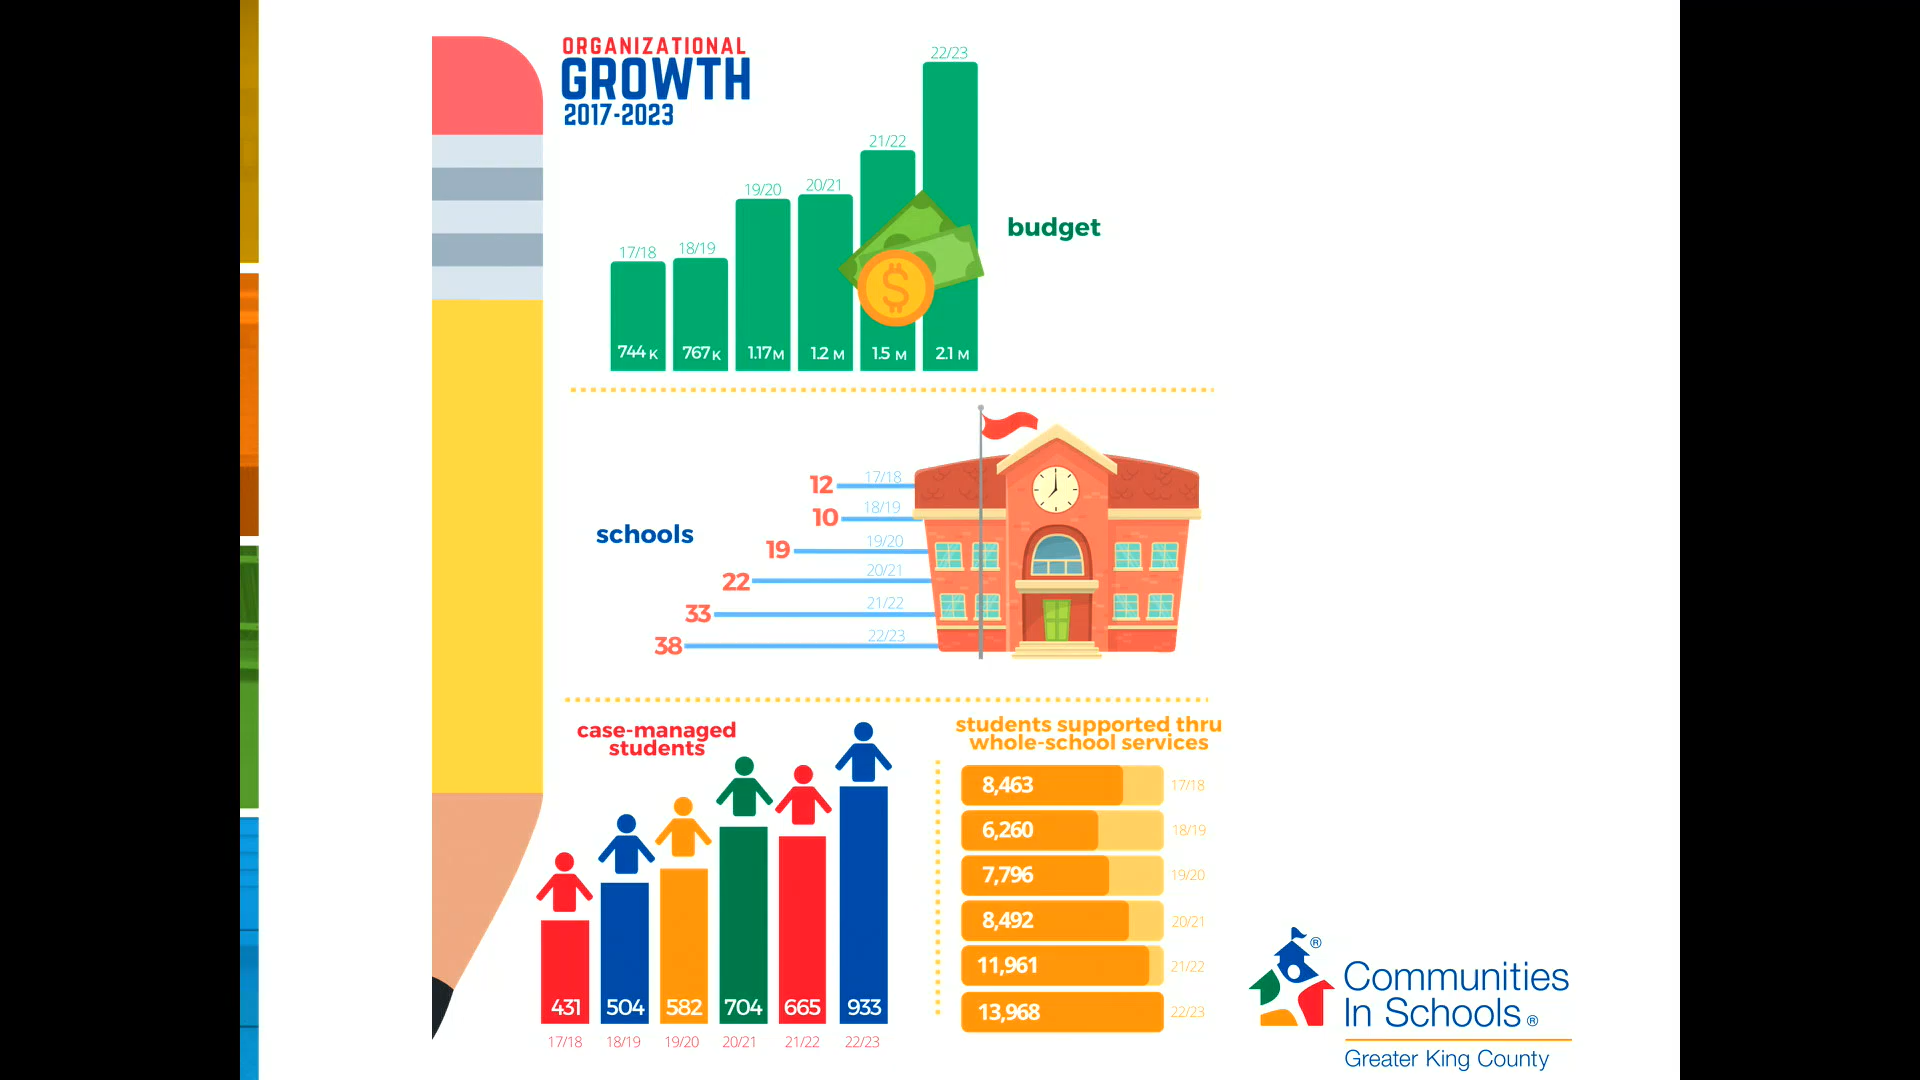 ORGANIZATIONAL
GROWTH
2017-2023
22/23
21/22
20/21
19/20
18/19
17/18
budget
744 K
767 K
1.17 M
1.2 M
1.5 M
2.1 M
$
schools
12 17/18
10 18/19
19 19/20
22 20/21
33 21/22
38 22/23
case-managed
students
431
504
582
704
665
933
17/18
18/19
19/20
20/21
21/22
22/23
students supported thru
whole-school services
8,463 17/18
6,260 18/19
7,796 19/20
8,492 20/21
11,961 21/22
13,968 22/23
®
Communities
In Schools ®
Greater King County